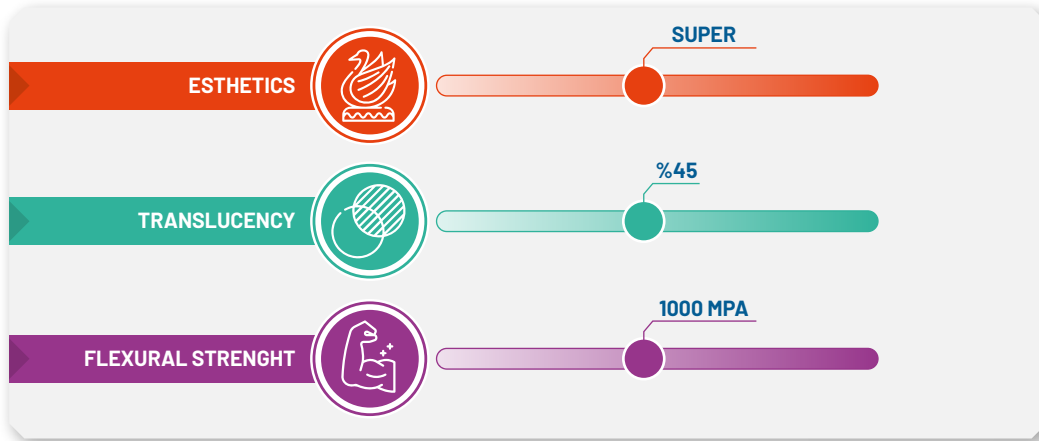 SUPER
ESTHETICS
%45
TRANSLUCENCY
1000 MPA
FLEXURAL STRENGHT